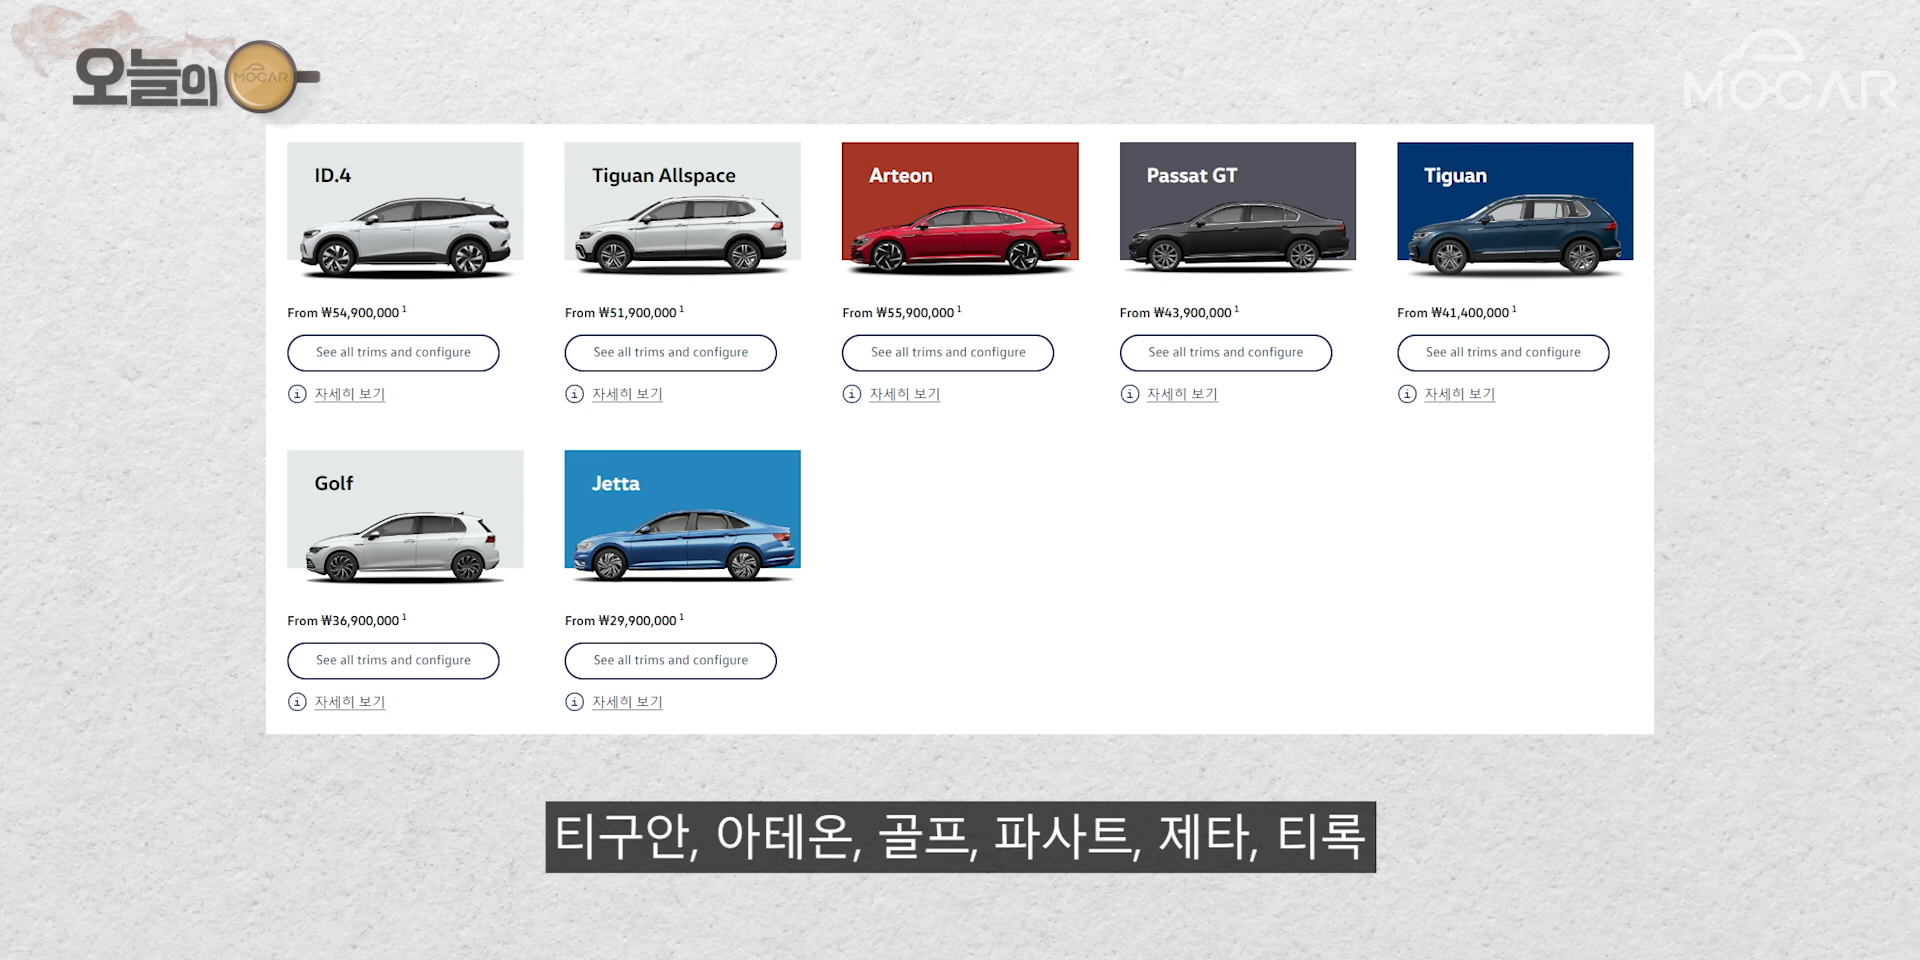 오늘의 MOCAR
MOCAR
ID.4
Tiguan Allspace
Arteon
Passat GT
Tiguan
From ₩54,900,000 1
From ₩51,900,000 1
From ₩55,900,000 1
From ₩43,900,000 1
From ₩41,400,000 1
See all trims and configure
See all trims and configure
See all trims and configure
See all trims and configure
See all trims and configure
자세히 보기
자세히 보기
자세히 보기
자세히 보기
자세히 보기
Golf
Jetta
From ₩36,900,000 1
From ₩29,900,000 1
See all trims and configure
See all trims and configure
자세히 보기
자세히 보기
티구안, 아테온, 골프, 파사트, 제타, 티록